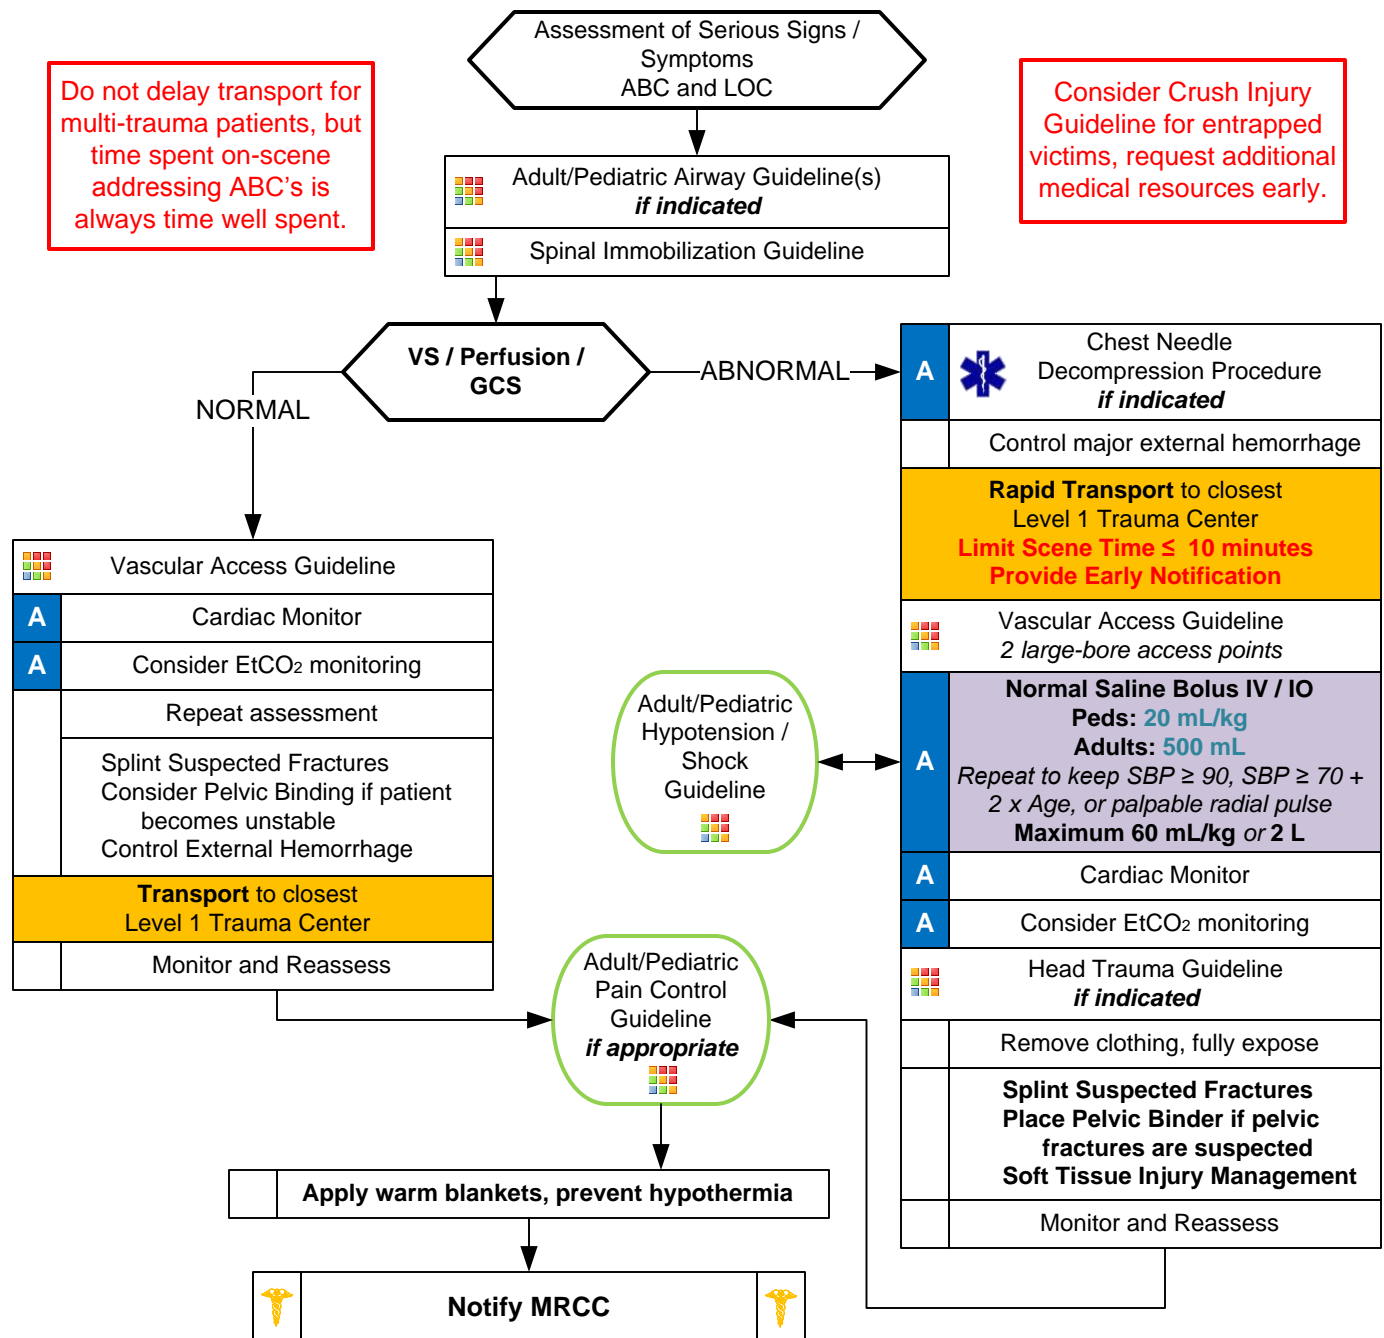 Assessment of Serious Signs /
Symptoms
ABC and LOC
Do not delay transport for
multi-trauma patients, but
time spent on-scene
addressing ABC's is
always time well spent.
Consider Crush Injury
Guideline for entrapped
victims, request additional
medical resources early.
Adult/Pediatric Airway Guideline(s)
if indicated
Spinal Immobilization Guideline
VS / Perfusion /
GCS
NORMAL
ABNORMAL
Vascular Access Guideline
A
Cardiac Monitor
A
Consider EtCO2 monitoring
Repeat assessment
Splint Suspected Fractures
Consider Pelvic Binding if patient
becomes unstable
Control External Hemorrhage
Transport to closest
Level 1 Trauma Center
Monitor and Reassess
A
Chest Needle
Decompression Procedure
if indicated
Control major external hemorrhage
Rapid Transport to closest
Level 1 Trauma Center
Limit Scene Time ≤ 10 minutes
Provide Early Notification
Vascular Access Guideline
2 large-bore access points
A
Normal Saline Bolus IV / IO
Peds: 20 mL/kg
Adults: 500 mL
Repeat to keep SBP ≥ 90, SBP ≥ 70 +
2 x Age, or palpable radial pulse
Maximum 60 mL/kg or 2 L
A
Cardiac Monitor
A
Consider EtCO2 monitoring
Head Trauma Guideline
if indicated
Remove clothing, fully expose
Splint Suspected Fractures
Place Pelvic Binder if pelvic
fractures are suspected
Soft Tissue Injury Management
Monitor and Reassess
Adult/Pediatric
Hypotension /
Shock
Guideline
Adult/Pediatric
Pain Control
Guideline
if appropriate
Apply warm blankets, prevent hypothermia
Notify MRCC